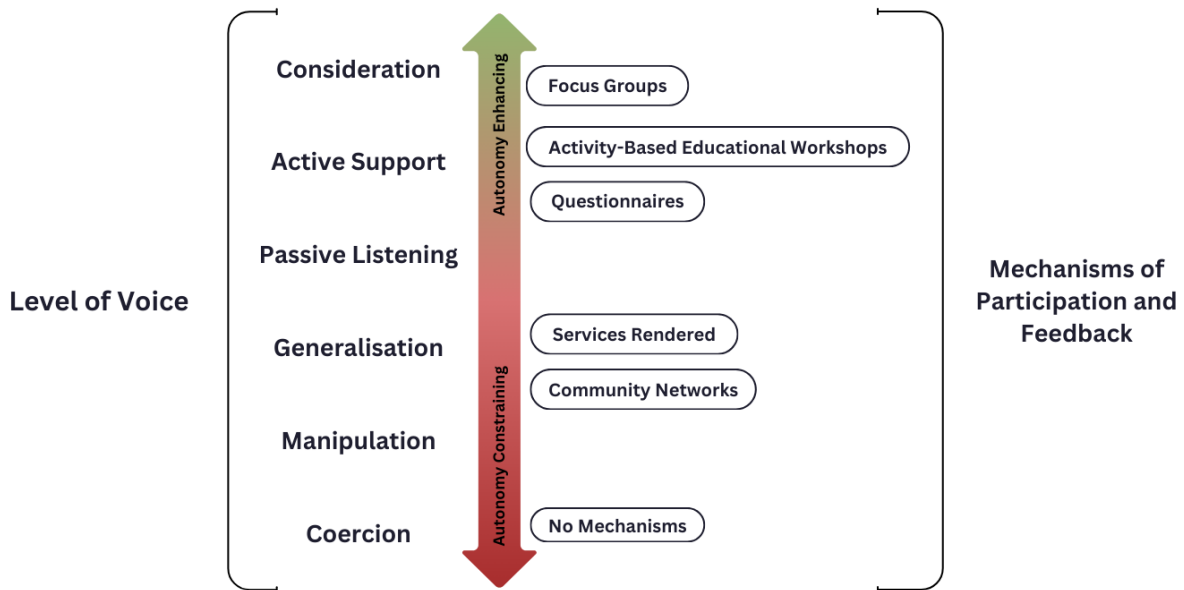 Consideration
Active Support
Passive Listening
Level of Voice
Generalisation
Manipulation
Coercion
Autonomy Enhancing
Autonomy Constraining
Focus Groups
Activity-Based Educational Workshops
Questionnaires
Services Rendered
Community Networks
No Mechanisms
Mechanisms of
Participation and
Feedback